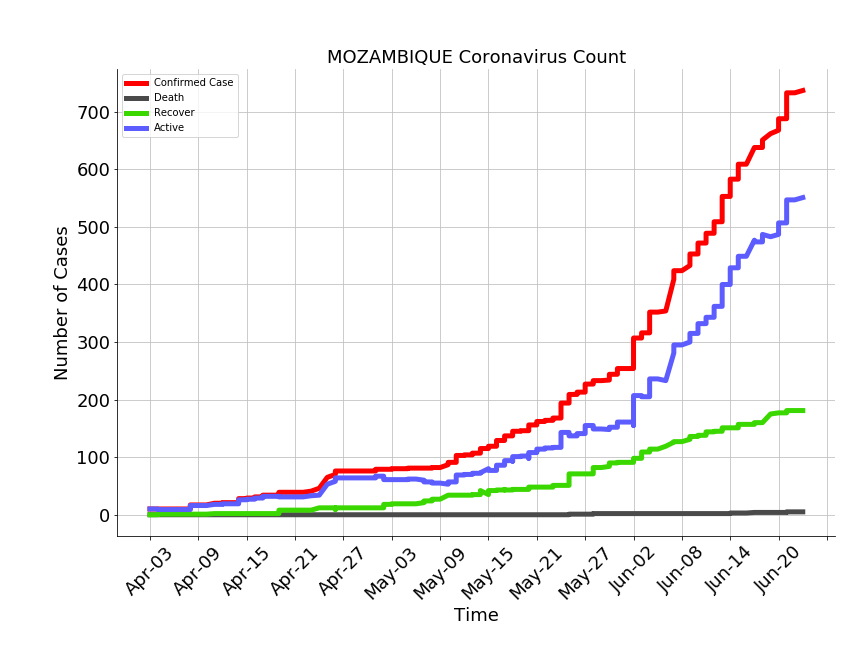 MOZAMBIQUE Coronavirus Count
Confirmed Case
Death
Recover
Active
Number of Cases
700
600
500
400
300
200
100
0
Apr-03
Apr-09
Apr-15
Apr-21
Apr-27
May-03
May-09
May-15
May-21
May-27
Jun-02
Jun-08
Jun-14
Jun-20
Time